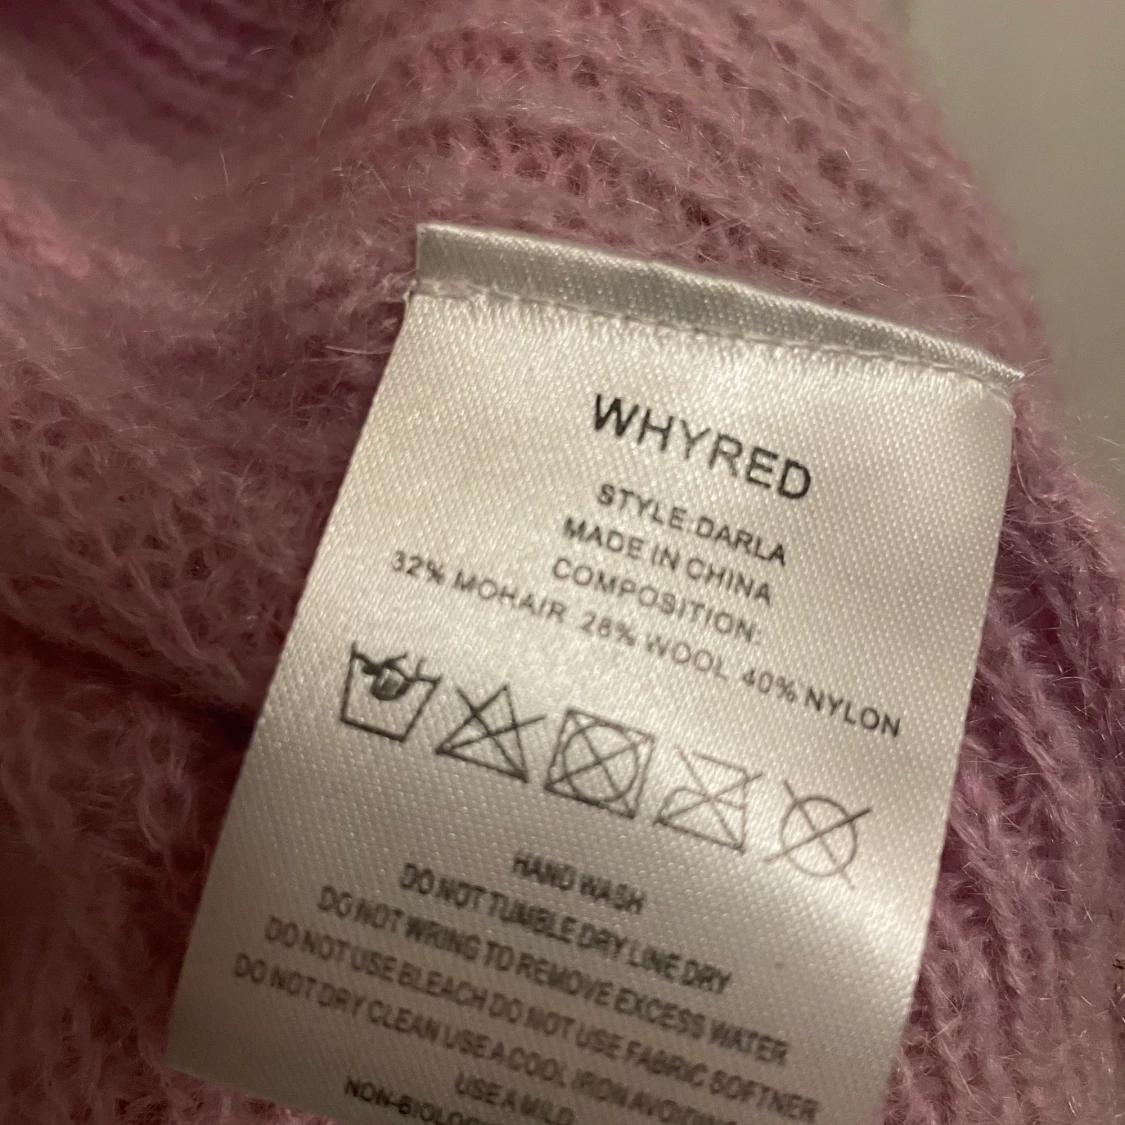 WHYRED
STYLE:DARLA
MADE IN CHINA
COMPOSITION:
32% MOHAIR 28% WOOL 40% NYLON
HAND WASH
DO NOT TUMBLE DRY LINE DRY
DO NOT WRING TO REMOVE EXCESS WATER
DO NOT USE BLEACH DO NOT USE FABRIC SOFTNER
DO NOT DRY CLEAN USE A COOL IRON AVOIDING
USE A MILD